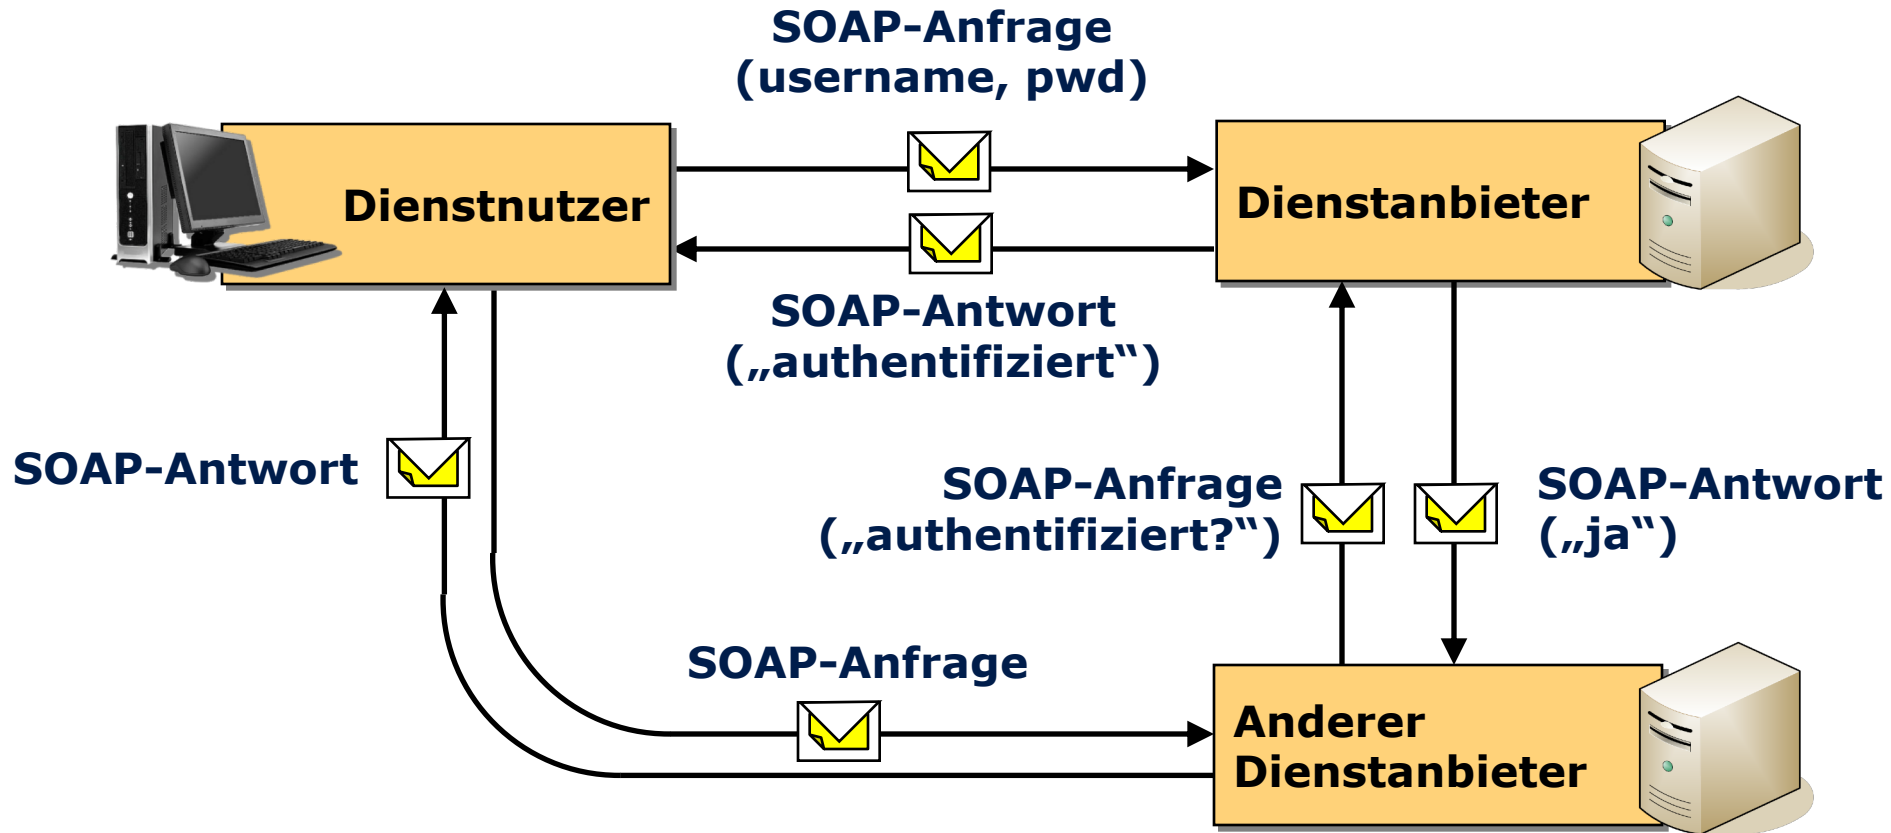 SOAP-Anfrage
(username, pwd)
Dienstnutzer
Dienstanbieter
SOAP-Antwort
(„authentifiziert“)
SOAP-Antwort
SOAP-Anfrage
(„authentifiziert?“)
SOAP-Antwort
(„ja“)
SOAP-Anfrage
Anderer
Dienstanbieter